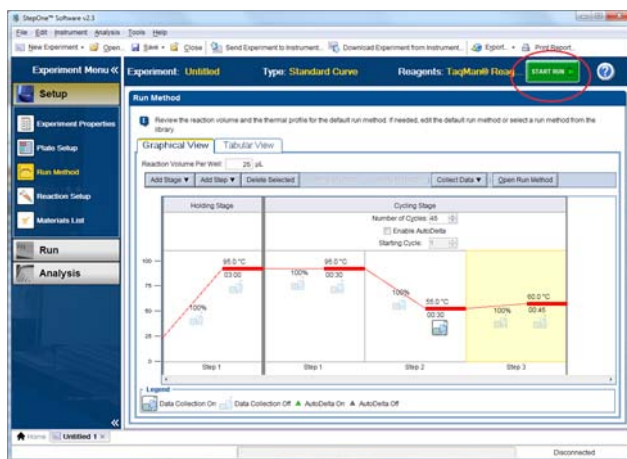 StepOne™ Software v2.3
File Edit Instrument Analysis Tools Help
New Experiment Open... Save Close Send Experiment to Instrument... Download Experiment from Instrument... Export... Print Report...
Experiment Menu « Experiment: Untitled Type: Standard Curve Reagents: TaqMan® Reag... START RUN
Setup
Experiment Properties
Plate Setup
Run Method
Reaction Setup
Materials List
Run
Analysis
Run Method
Review the reaction volume and the thermal profile for the default run method. If needed, edit the default run method or select a run method from the
library.
Graphical View Tabular View
Reaction Volume Per Well: 25 µL
Add Stage ▼ Add Step ▼ Delete Selected Collect Data ▼ Open Run Method
Holding Stage Cycling Stage
Number of Cycles: 45
Enable AutoDelta
Starting Cycle: 1
100
95.0 °C 95.0 °C
03:00 100% 00:30
75
100% 100%
60.0 °C
55.0 °C
50
00:30 100% 00:45
25
0
Step 1 Step 1 Step 2 Step 3
Legend
Data Collection On Data Collection Off ▲ AutoDelta On ▲ AutoDelta Off
«
Home Untitled 1 ×
Disconnected